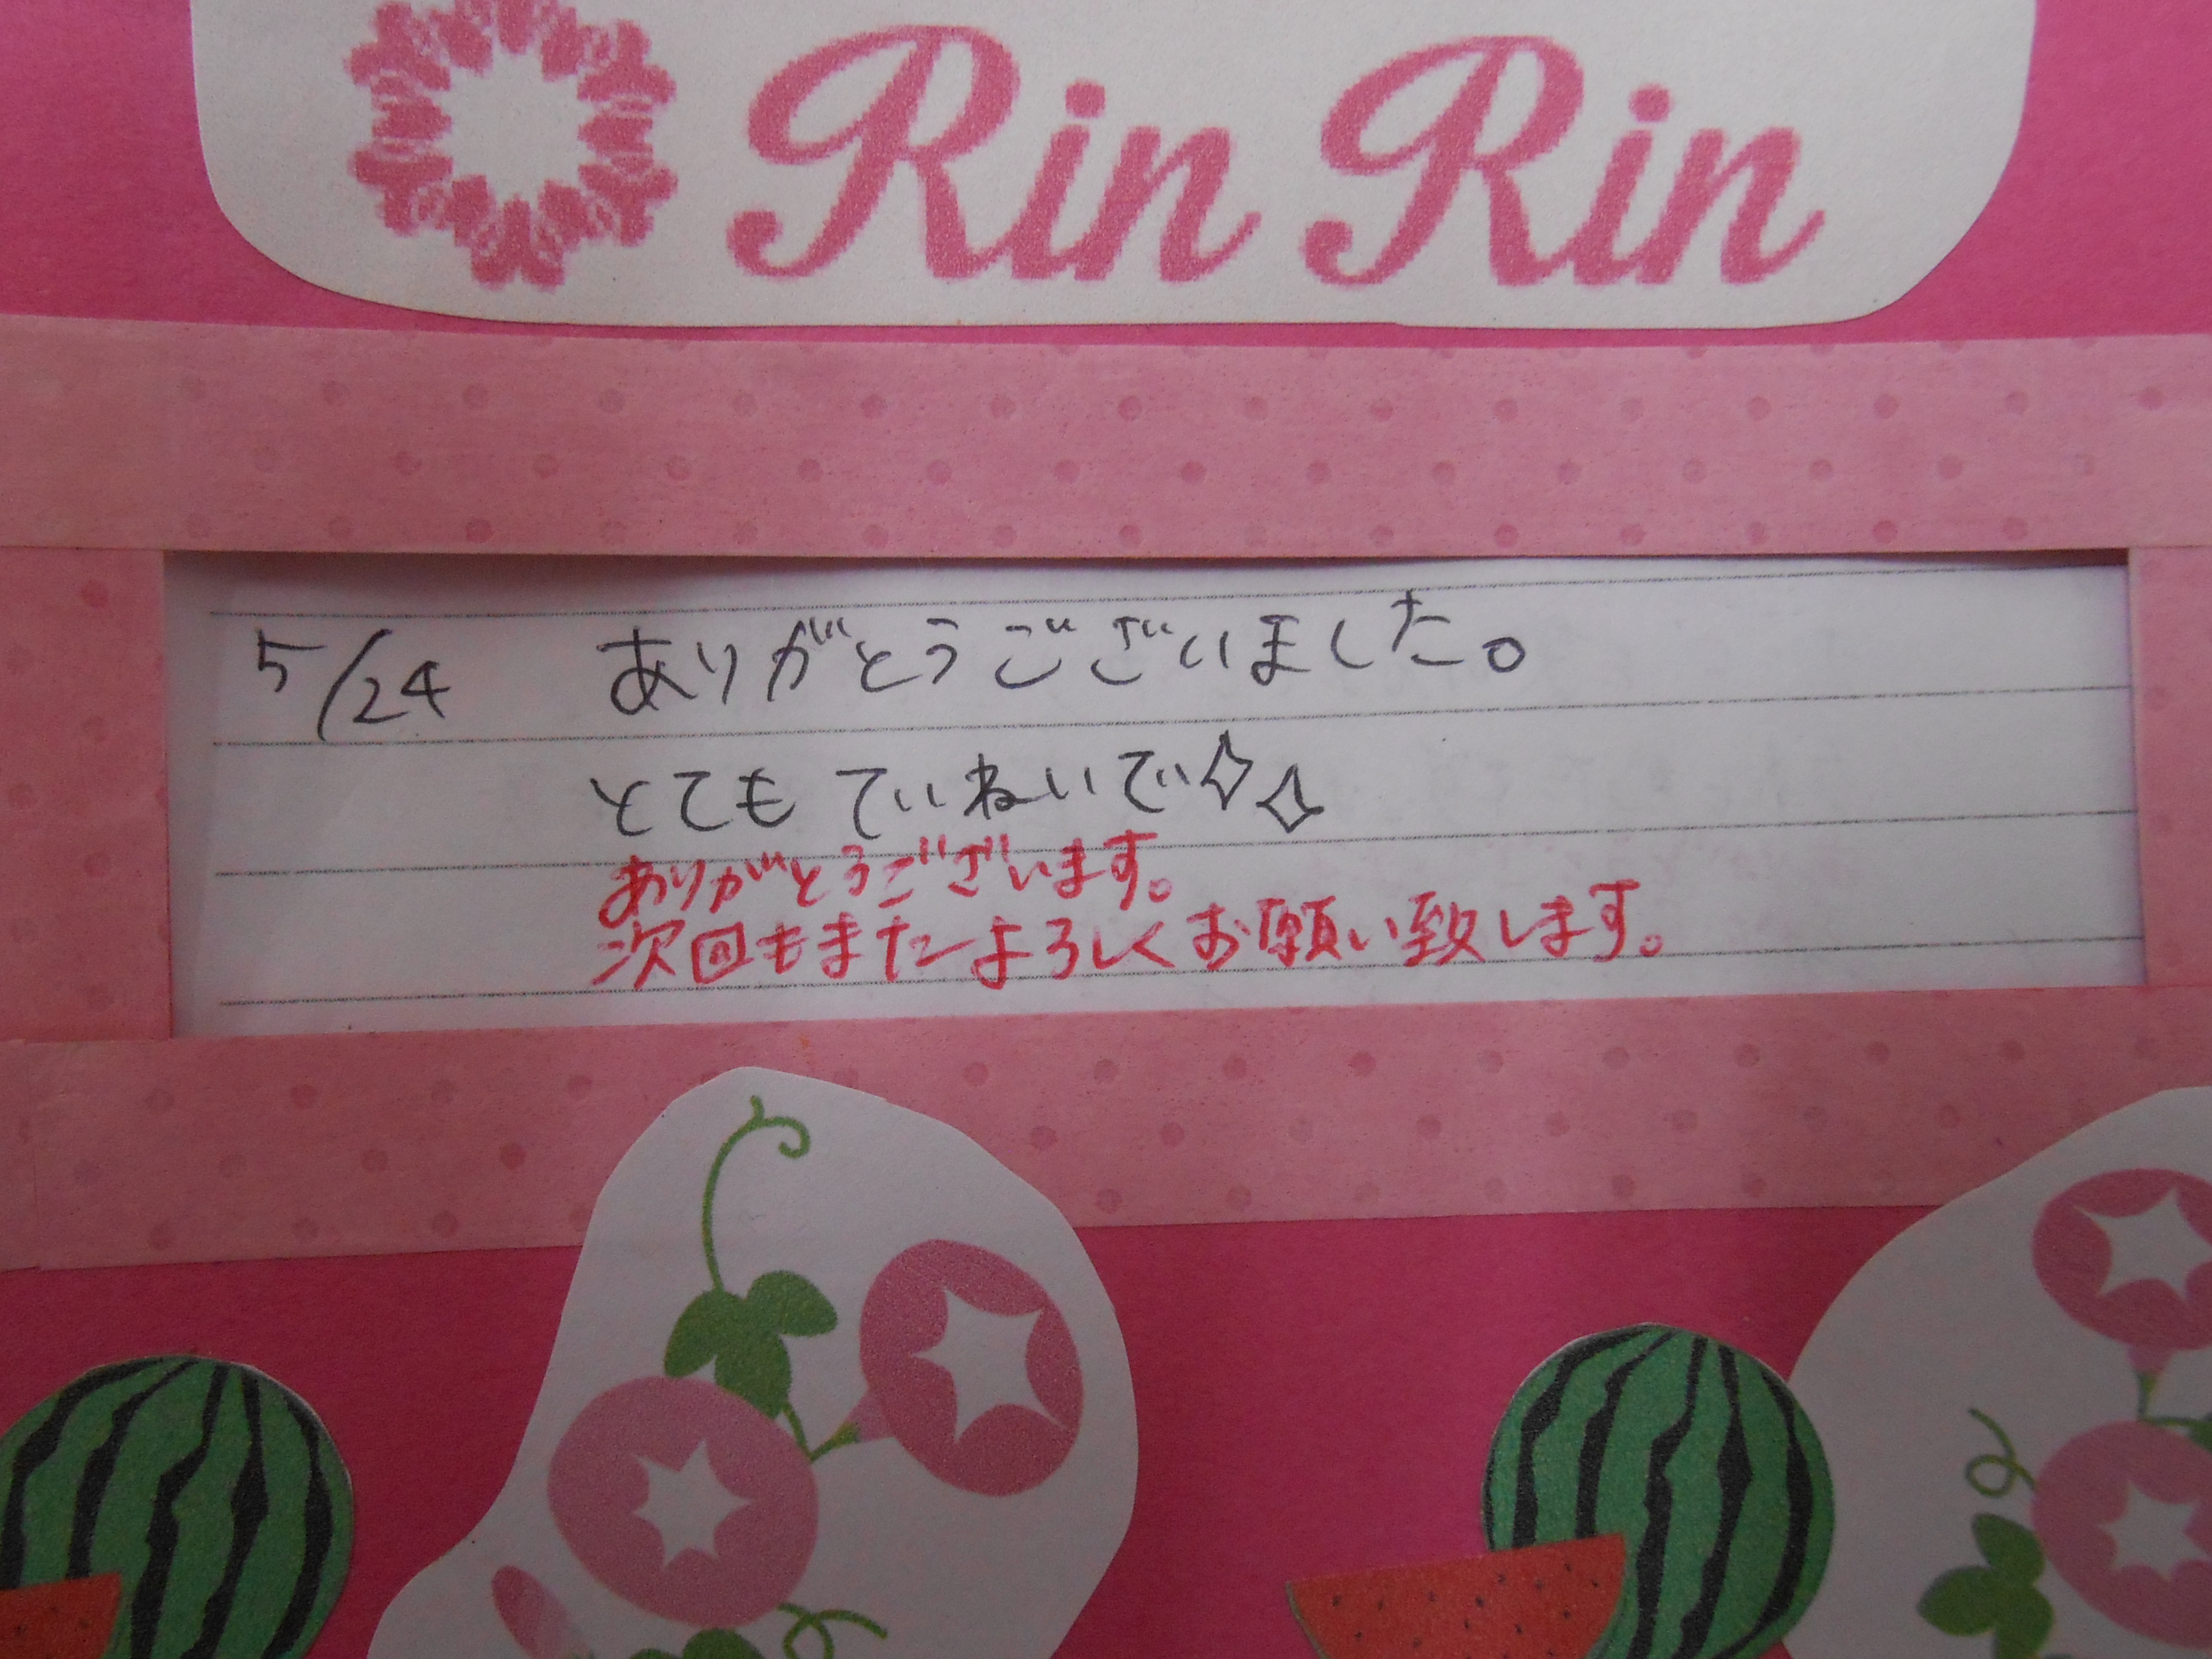 Rin Rin
5/24 ありがとうございました。
とてもていねいで✧✧
ありがとうございます。
次回もまたよろしくお願い致します。